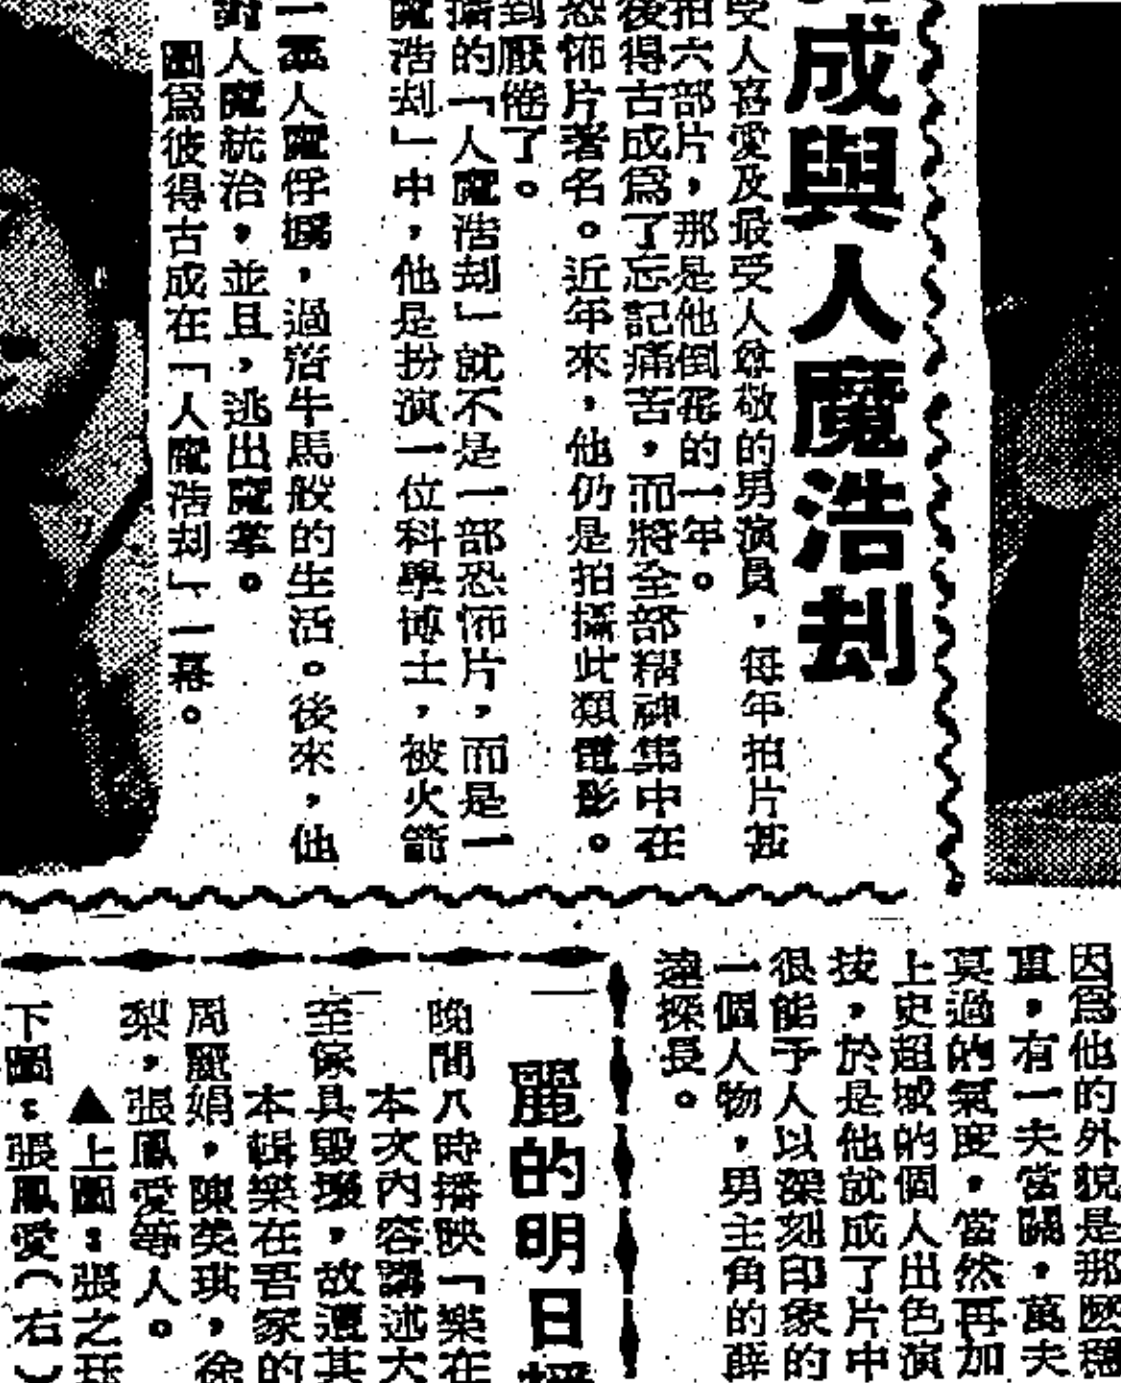 成與人魔浩刦
受人喜愛及最受人尊敬的男演員，每年拍片甚
拍六部片，那是他倒霉的一年。
後得古成爲了忘記痛苦，而將全部精神集中在
恐怖片著名。近年來，他仍是拍攝此類電影。
到厭倦了。
攝的「人魔浩刦」就不是一部恐怖片，而是一
魔浩刦」中，他是扮演一位科學博士，被火箭
一羣人魔俘擄，過着牛馬般的生活。後來，他
對人魔統治，並且，逃出魔掌。
圖爲彼得古成在「人魔浩刦」一幕。
因爲他的外貌是那麽穩
重，有一夫當關，萬夫
莫過的氣度，當然再加
上史超域的個人出色演
技，於是他就成了片中
很能予人以深刻印象的
一個人物，男主角的薛
遠探長。
麗的明日播
晚間八時播映「樂在
本次內容講述大
至傢具毀壞，故遭其
本輯樂在吾家的
周麗娟，陳美琪，徐
梨，張鳳愛等人。
▲上圖：張之珏
下圖：張鳳愛（右）